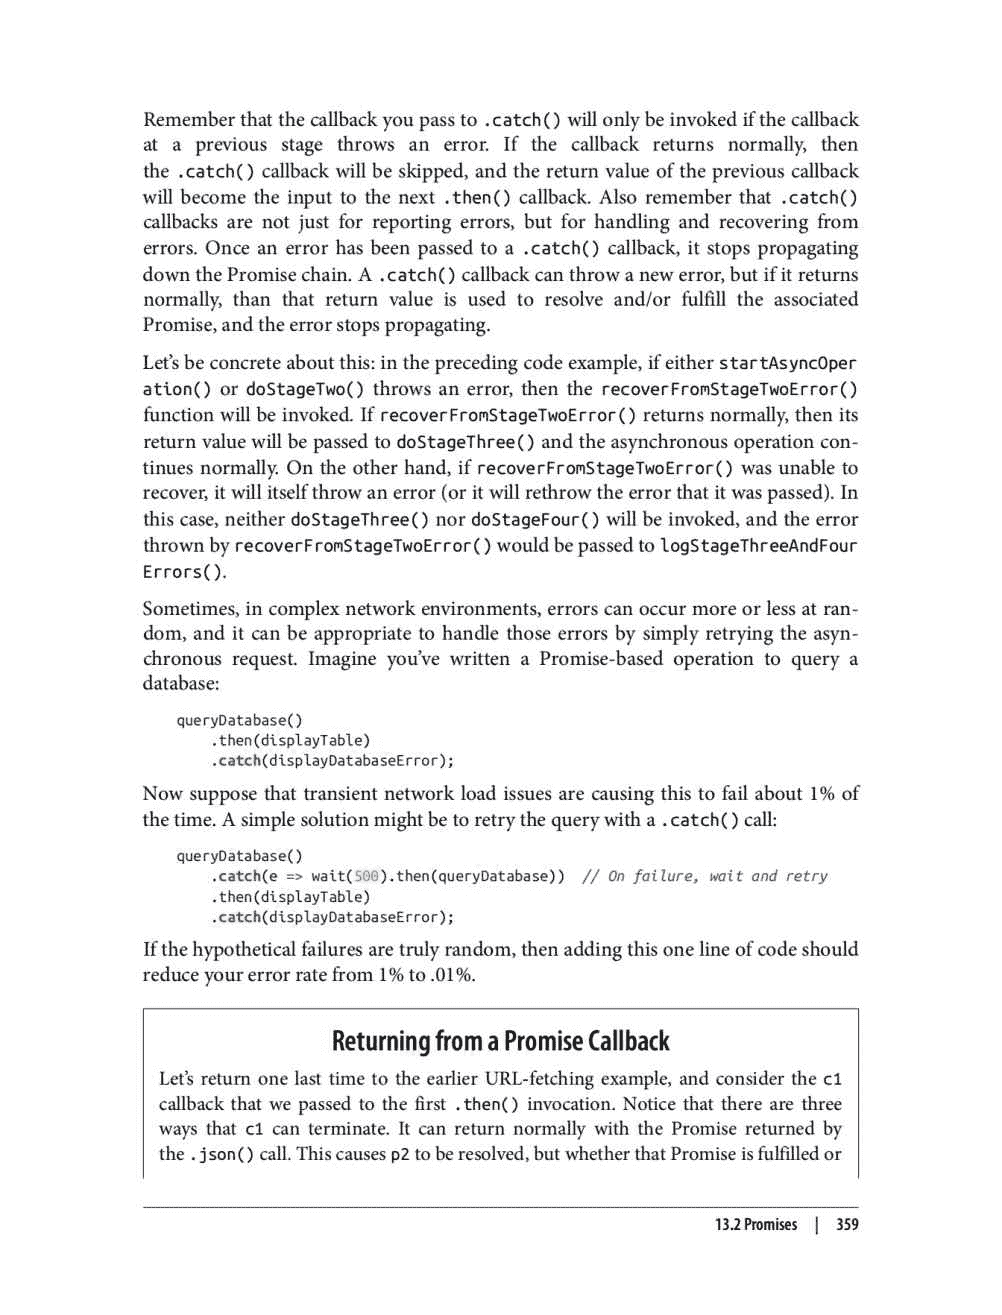 Remember that the callback you pass to .catch() will only be invoked if the callback
at a previous stage throws an error. If the callback returns normally, then
the .catch() callback will be skipped, and the return value of the previous callback
will become the input to the next .then() callback. Also remember that .catch()
callbacks are not just for reporting errors, but for handling and recovering from
errors. Once an error has been passed to a .catch() callback, it stops propagating
down the Promise chain. A .catch() callback can throw a new error, but if it returns
normally, than that return value is used to resolve and/or fulfill the associated
Promise, and the error stops propagating.
Let's be concrete about this: in the preceding code example, if either startAsyncOper
ation() or doStageTwo() throws an error, then the recoverFromStageTwoError()
function will be invoked. If recoverFromStageTwoError() returns normally, then its
return value will be passed to doStageThree() and the asynchronous operation con-
tinues normally. On the other hand, if recoverFromStageTwoError() was unable to
recover, it will itself throw an error (or it will rethrow the error that it was passed). In
this case, neither doStageThree() nor doStageFour() will be invoked, and the error
thrown by recoverFromStageTwoError() would be passed to logStageThreeAndFour
Errors().
Sometimes, in complex network environments, errors can occur more or less at ran-
dom, and it can be appropriate to handle those errors by simply retrying the asyn-
chronous request. Imagine you've written a Promise-based operation to query a
database:
queryDatabase()
    .then(displayTable)
    .catch(displayDatabaseError);
Now suppose that transient network load issues are causing this to fail about 1% of
the time. A simple solution might be to retry the query with a .catch() call:
queryDatabase()
    .catch(e => wait(500).then(queryDatabase))  // On failure, wait and retry
    .then(displayTable)
    .catch(displayDatabaseError);
If the hypothetical failures are truly random, then adding this one line of code should
reduce your error rate from 1% to .01%.
Returning from a Promise Callback
Let's return one last time to the earlier URL-fetching example, and consider the c1
callback that we passed to the first .then() invocation. Notice that there are three
ways that c1 can terminate. It can return normally with the Promise returned by
the .json() call. This causes p2 to be resolved, but whether that Promise is fulfilled or
13.2 Promises | 359